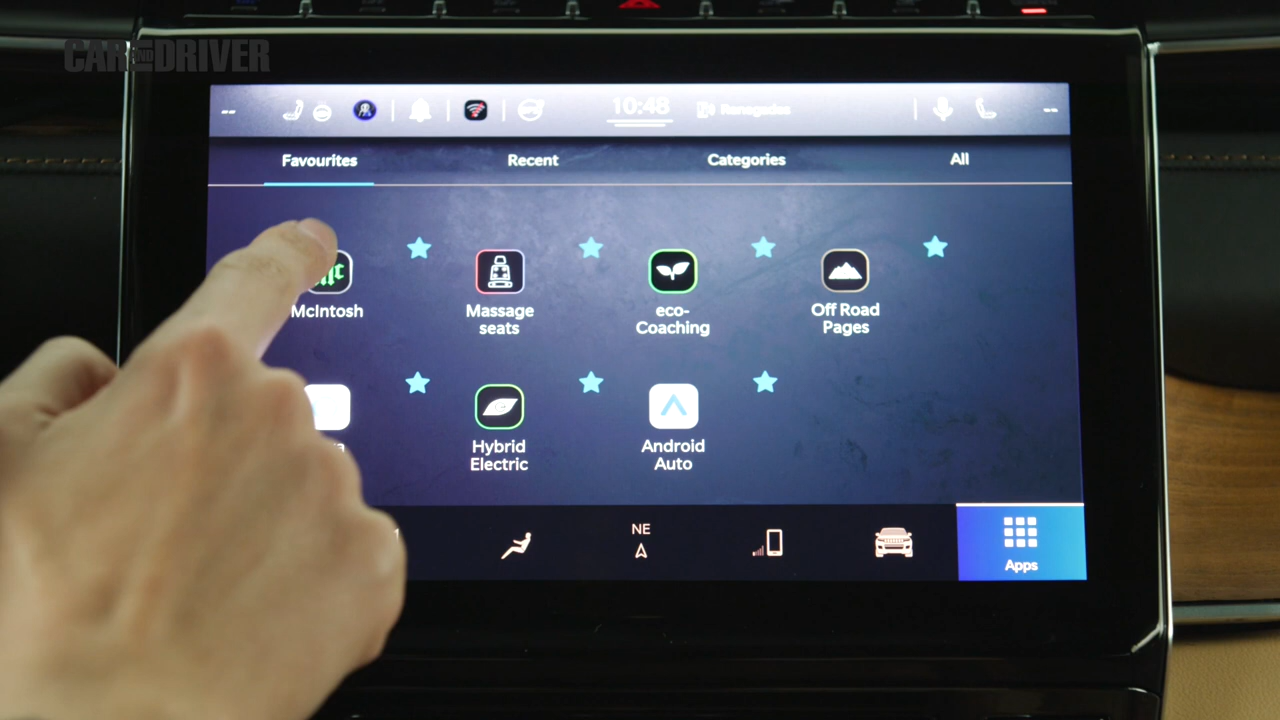 CAR AND DRIVER
10:48
Renegades
Favourites
Recent
Categories
All
McIntosh
Massage
seats
eco-
Coaching
Off Road
Pages
Hybrid
Electric
Android
Auto
NE
Apps